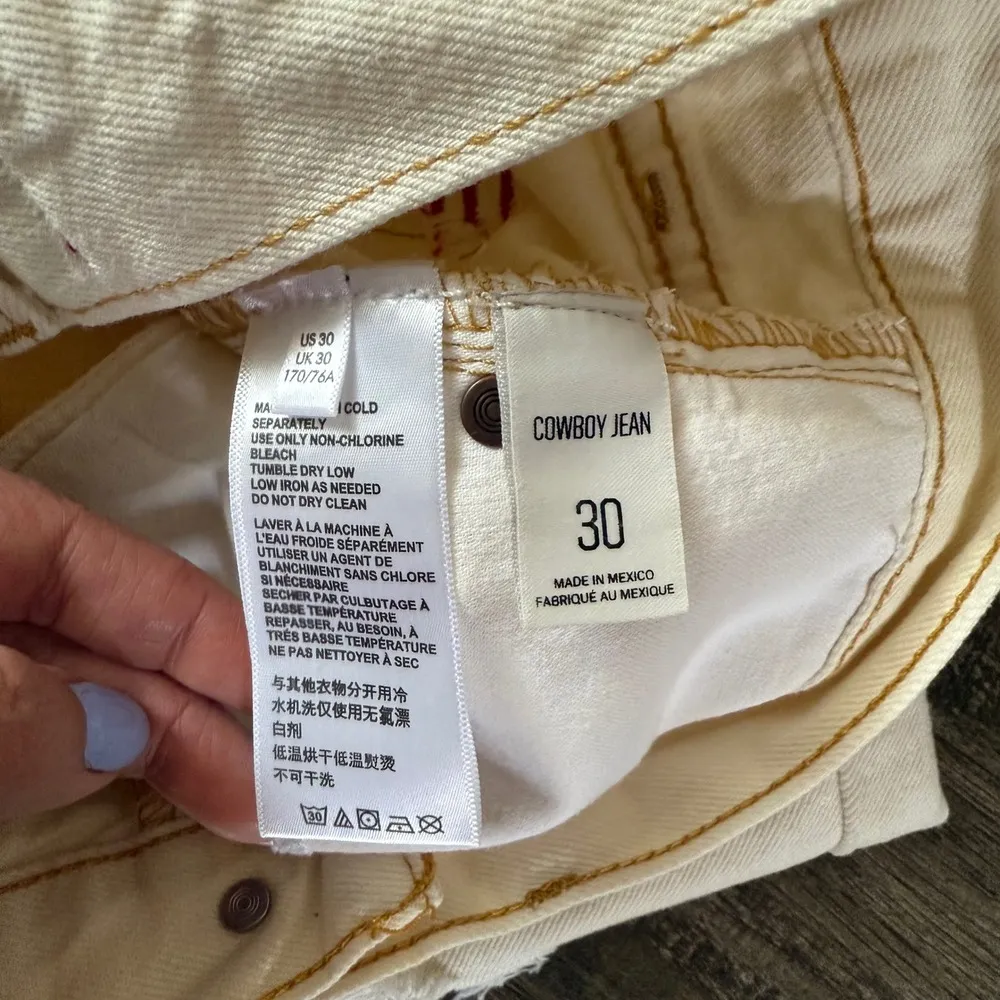 US 30
UK 30
170/76A
COLD
SEPARATELY
USE ONLY NON-CHLORINE
BLEACH
TUMBLE DRY LOW
LOW IRON AS NEEDED
DO NOT DRY CLEAN
LAVER À LA MACHINE À
L'EAU FROIDE SÉPARÉMENT
UTILISER UN AGENT DE
BLANCHIMENT SANS CHLORE
SI NÉCESSAIRE
SECHER PAR CULBUTAGE À
BASSE TEMPÉRATURE
REPASSER, AU BESOIN, À
TRÉS BASSE TEMPÉRATURE
NE PAS NETTOYER À SEC
与其他衣物分开用冷
水机洗仅使用无氯漂
白剂
低温烘干低温熨烫
不可干洗
30
COWBOY JEAN
30
MADE IN MEXICO
FABRIQUÉ AU MEXIQUE